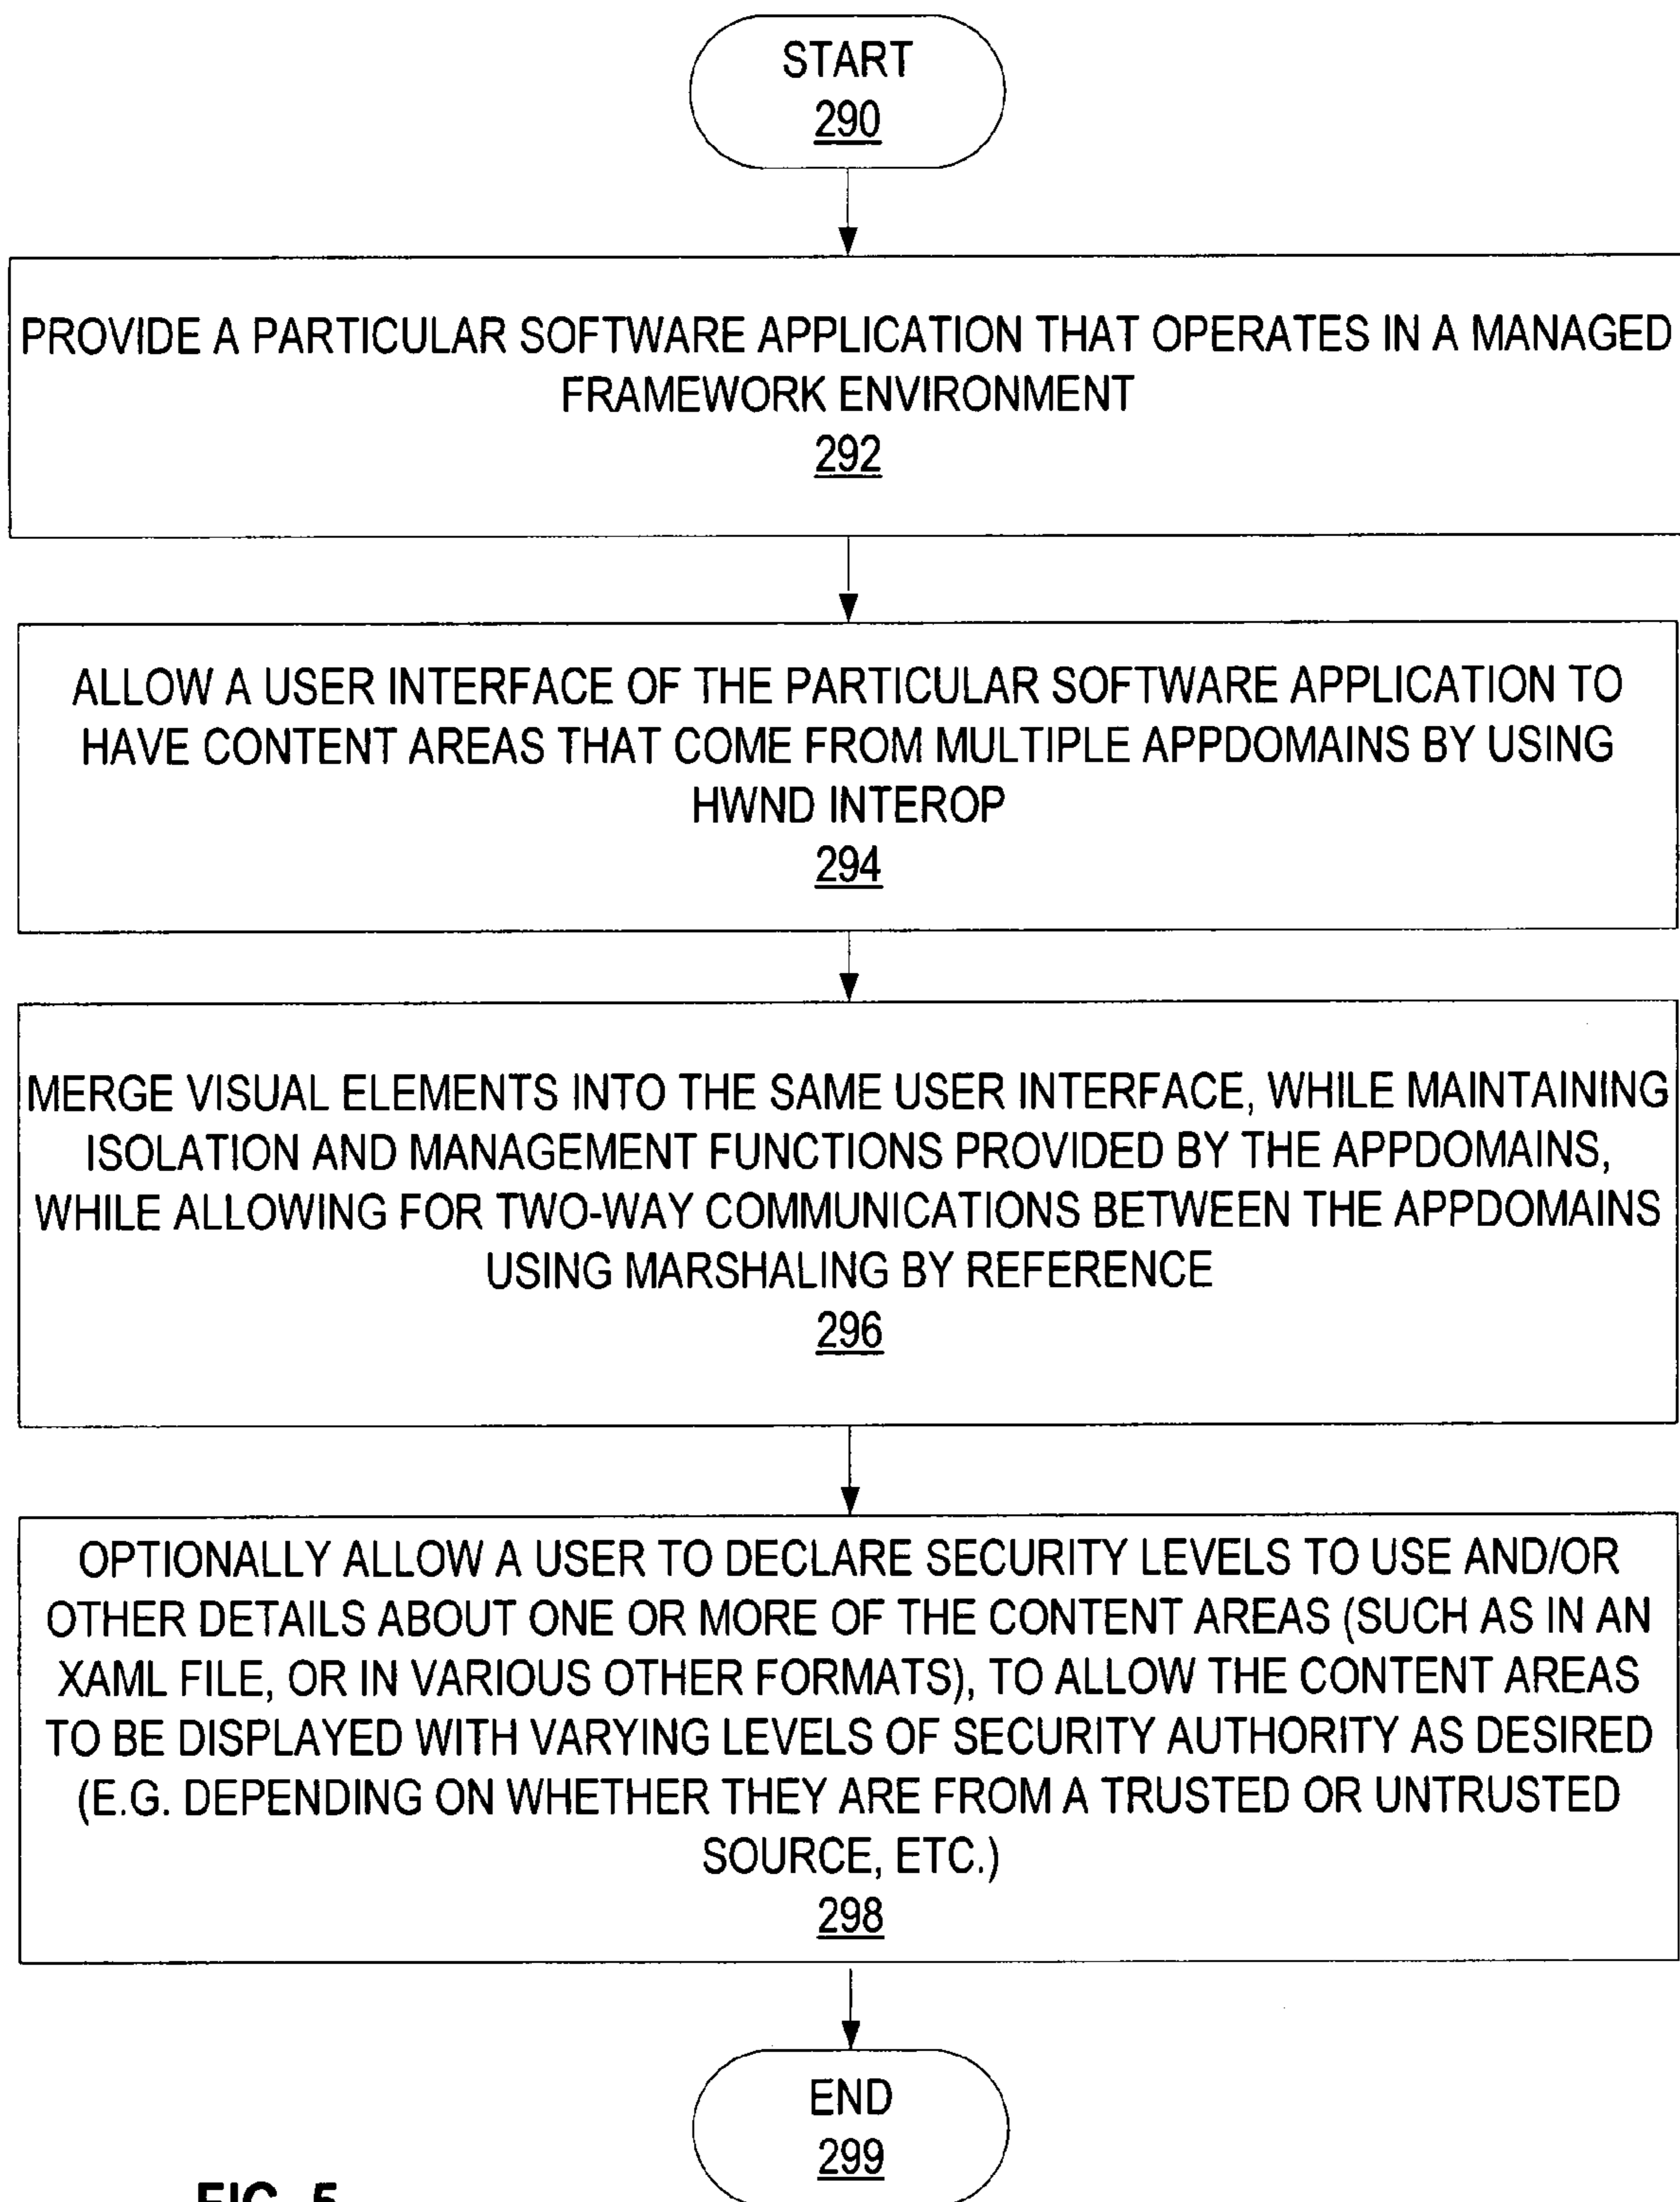 START
290
PROVIDE A PARTICULAR SOFTWARE APPLICATION THAT OPERATES IN A MANAGED
FRAMEWORK ENVIRONMENT
292
ALLOW A USER INTERFACE OF THE PARTICULAR SOFTWARE APPLICATION TO
HAVE CONTENT AREAS THAT COME FROM MULTIPLE APPDOMAINS BY USING
HWND INTEROP
294
MERGE VISUAL ELEMENTS INTO THE SAME USER INTERFACE, WHILE MAINTAINING
ISOLATION AND MANAGEMENT FUNCTIONS PROVIDED BY THE APPDOMAINS,
WHILE ALLOWING FOR TWO-WAY COMMUNICATIONS BETWEEN THE APPDOMAINS
USING MARSHALING BY REFERENCE
296
OPTIONALLY ALLOW A USER TO DECLARE SECURITY LEVELS TO USE AND/OR
OTHER DETAILS ABOUT ONE OR MORE OF THE CONTENT AREAS (SUCH AS IN AN
XAML FILE, OR IN VARIOUS OTHER FORMATS), TO ALLOW THE CONTENT AREAS
TO BE DISPLAYED WITH VARYING LEVELS OF SECURITY AUTHORITY AS DESIRED
(E.G. DEPENDING ON WHETHER THEY ARE FROM A TRUSTED OR UNTRUSTED
SOURCE, ETC.)
298
END
299
FIG. 5